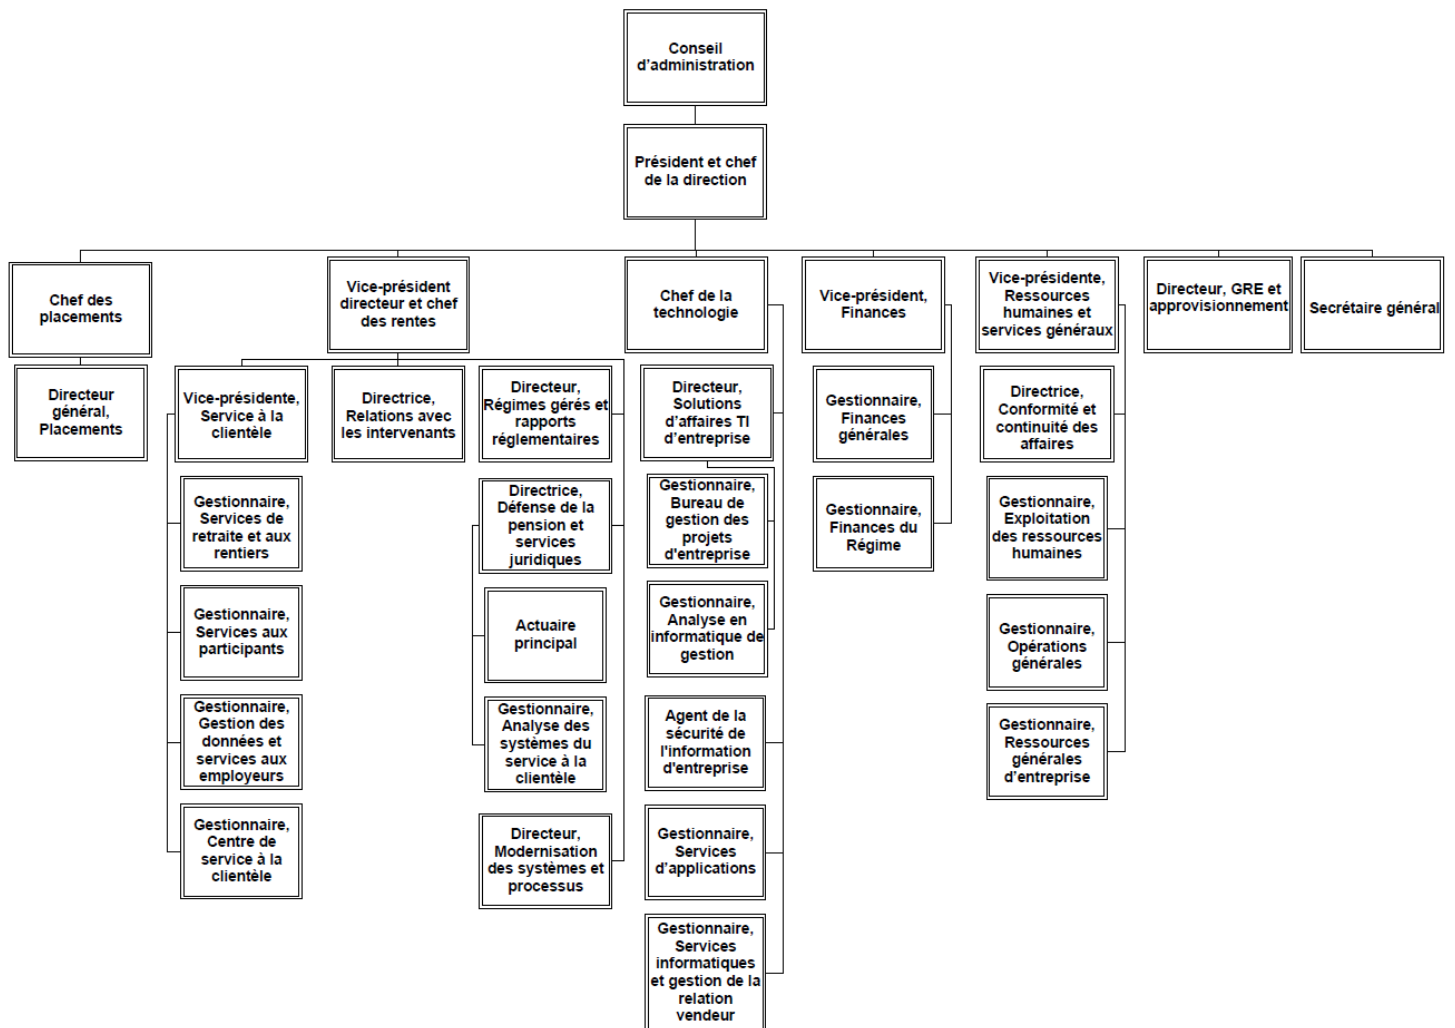 Conseil
d'administration
Président et chef
de la direction
Chef des
placements
Vice-président
directeur et chef
des rentes
Chef de la
technologie
Vice-président,
Finances
Vice-présidente,
Ressources
humaines et
services généraux
Directeur, GRE et
approvisionnement
Secrétaire général
Directeur
général,
Placements
Vice-présidente,
Service à la
clientèle
Directrice,
Relations avec
les intervenants
Directeur,
Régimes gérés et
rapports
réglementaires
Directeur,
Solutions
d'affaires TI
d'entreprise
Gestionnaire,
Finances
générales
Directrice,
Conformité et
continuité des
affaires
Gestionnaire,
Services de
retraite et aux
rentiers
Directrice,
Défense de la
pension et
services
juridiques
Gestionnaire,
Bureau de
gestion des
projets
d'entreprise
Gestionnaire,
Finances du
Régime
Gestionnaire,
Exploitation
des ressources
humaines
Gestionnaire,
Services aux
participants
Actuaire
principal
Gestionnaire,
Analyse en
informatique de
gestion
Gestionnaire,
Opérations
générales
Gestionnaire,
Gestion des
données et
services aux
employeurs
Gestionnaire,
Analyse des
systèmes du
service à la
clientèle
Agent de la
sécurité de
l'information
d'entreprise
Gestionnaire,
Ressources
générales
d'entreprise
Gestionnaire,
Centre de
service à la
clientèle
Directeur,
Modernisation
des systèmes et
processus
Gestionnaire,
Services
d'applications
Gestionnaire,
Services
informatiques
et gestion de la
relation
vendeur